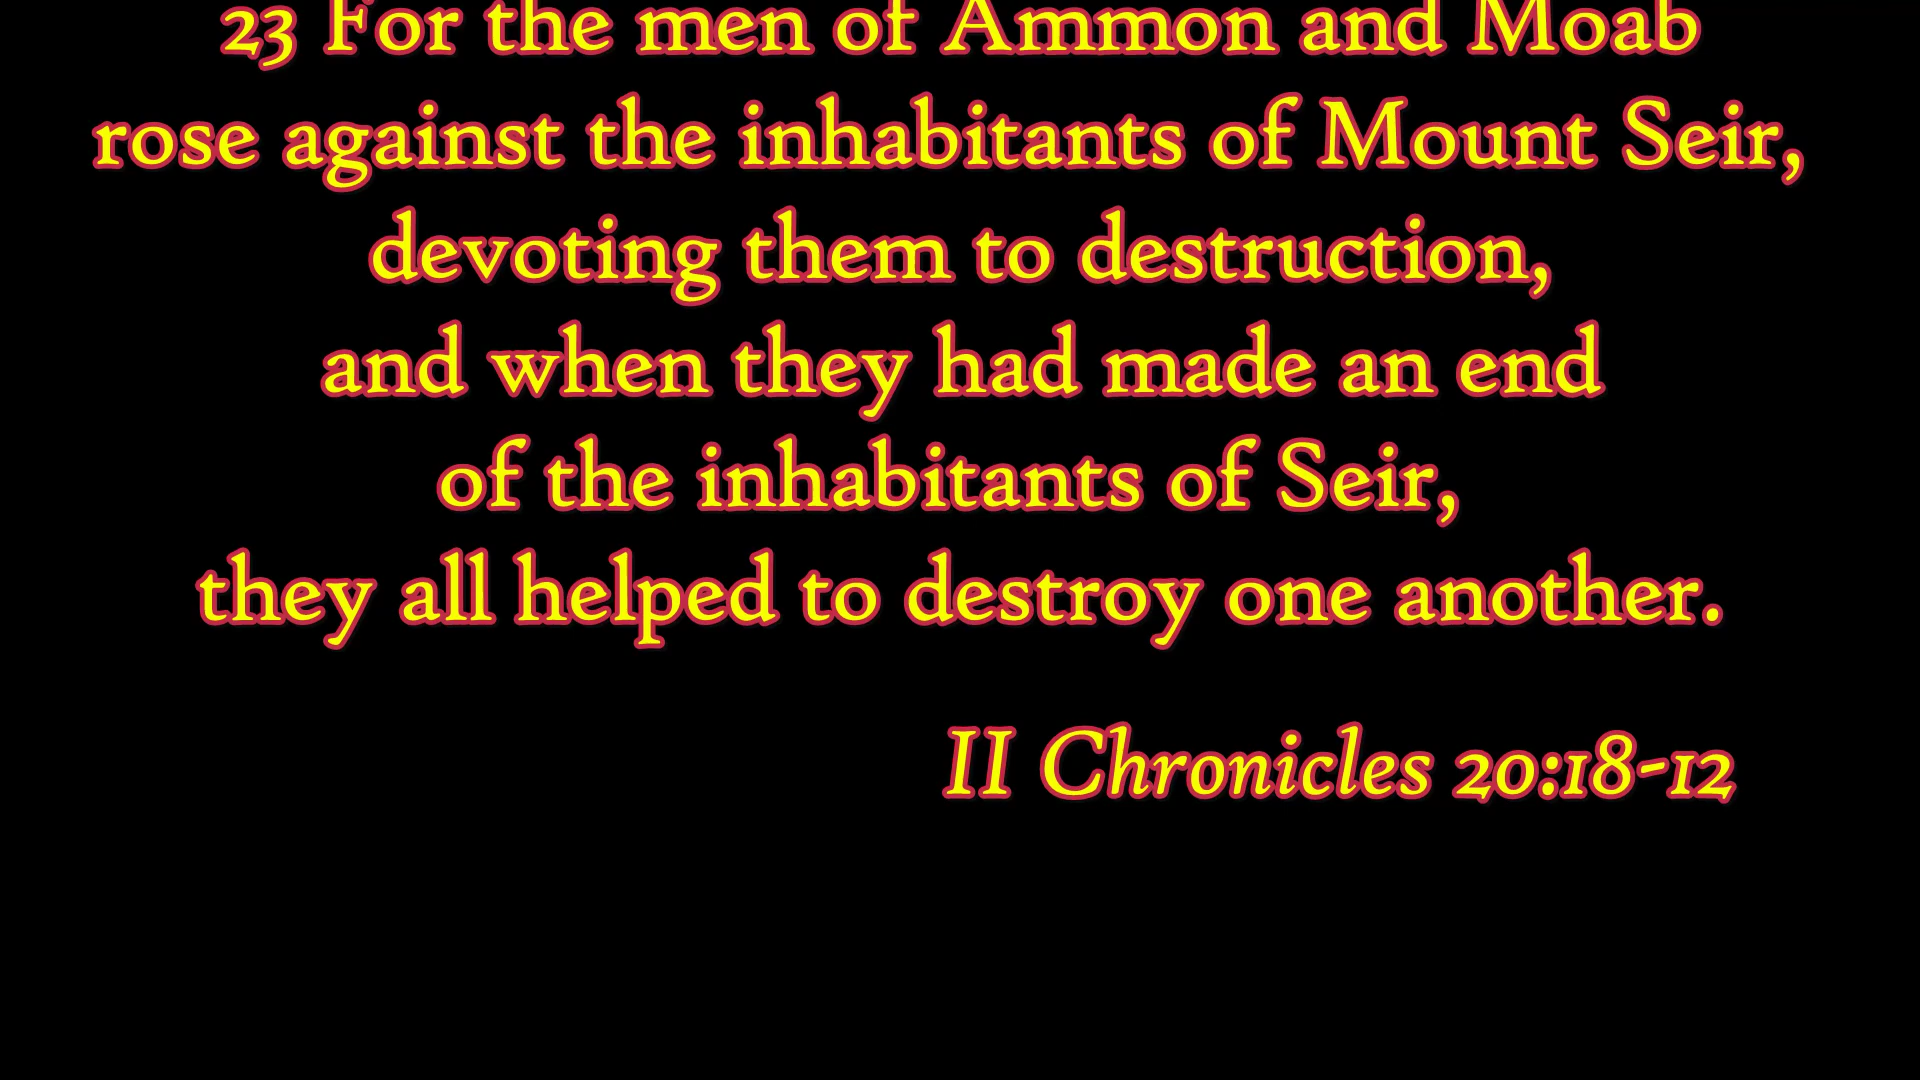 23 For the men of Ammon and Moab
rose against the inhabitants of Mount Seir,
devoting them to destruction,
and when they had made an end
of the inhabitants of Seir,
they all helped to destroy one another.
II Chronicles 20:18-12